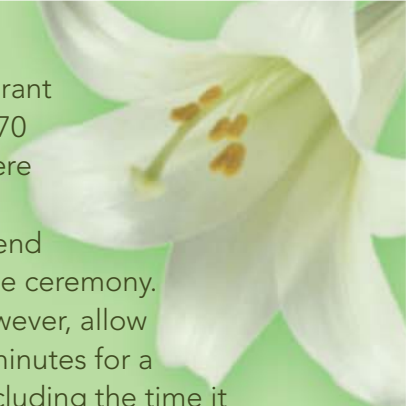 rant
70
ere
end
e ceremony.
wever, allow
minutes for a
cluding the time it